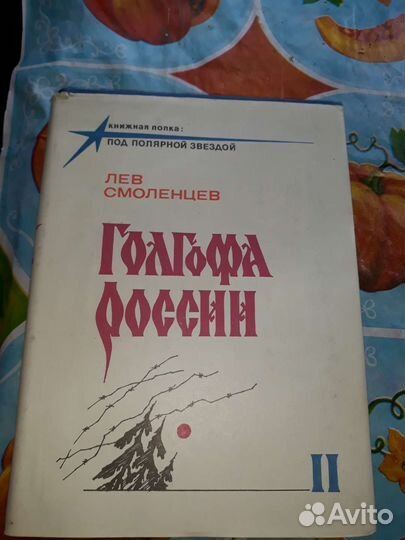 книжная полка:
ПОД ПОЛЯРНОЙ ЗВЕЗДОЙ
ЛЕВ
СМОЛЕНЦЕВ
ГОЛГОФА
РОССИИ
II
Avito